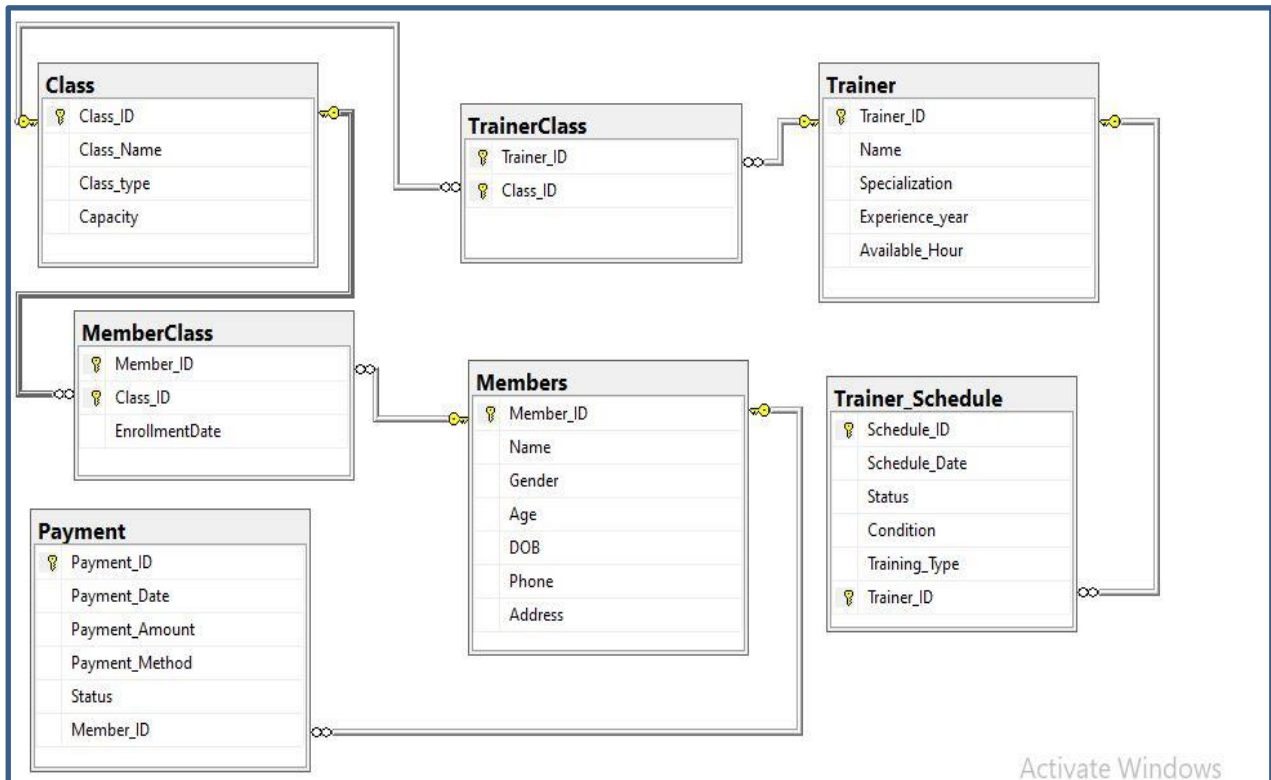 Class
Class_ID
Class_Name
Class_type
Capacity
TrainerClass
Trainer_ID
Class_ID
Trainer
Trainer_ID
Name
Specialization
Experience_year
Available_Hour
MemberClass
Member_ID
Class_ID
EnrollmentDate
Members
Member_ID
Name
Gender
Age
DOB
Phone
Address
Trainer_Schedule
Schedule_ID
Schedule_Date
Status
Condition
Training_Type
Trainer_ID
Payment
Payment_ID
Payment_Date
Payment_Amount
Payment_Method
Status
Member_ID
Activate Windows